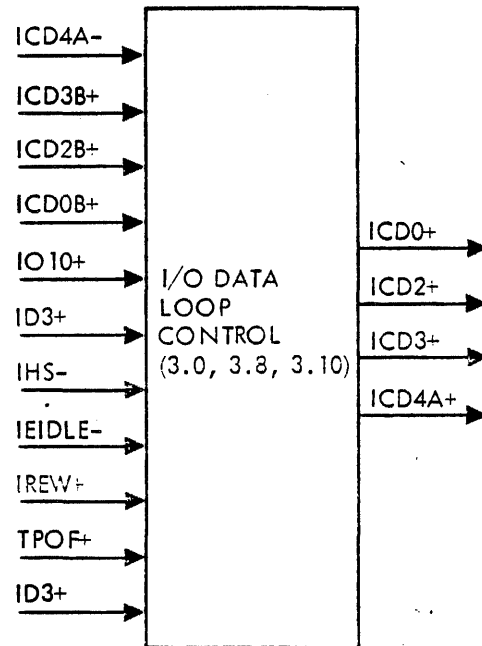 ICD4A-
ICD3B+
ICD2B+
ICD0B+
IO10+
ID3+
IHS-
IEIDLE-
IREW+
TPOF+
ID3+
I/O DATA
LOOP
CONTROL
(3.0, 3.8, 3.10)
ICD0+
ICD2+
ICD3+
ICD4A+